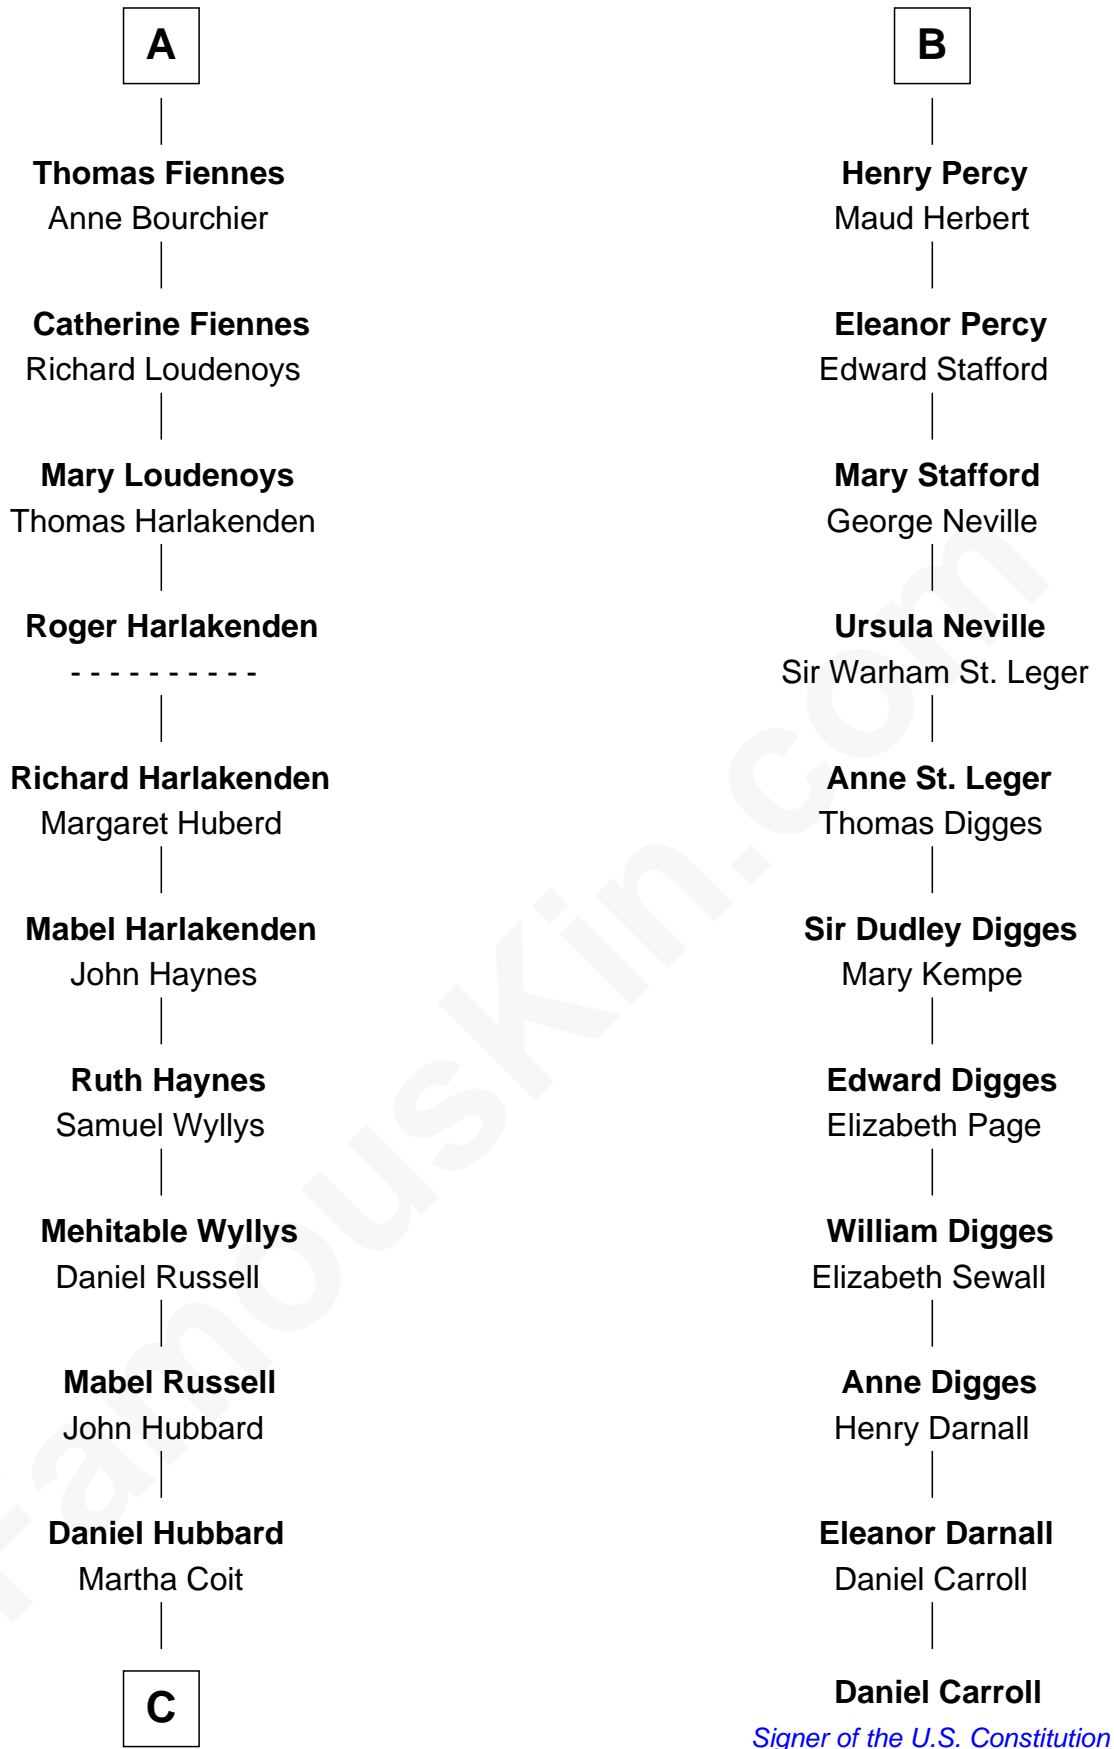 A
Thomas Fiennes
Anne Bourchier
Catherine Fiennes
Richard Loudenoys
Mary Loudenoys
Thomas Harlakenden
Roger Harlakenden
- - - - - - - - - -
Richard Harlakenden
Margaret Huberd
Mabel Harlakenden
John Haynes
Ruth Haynes
Samuel Wyllys
Mehitable Wyllys
Daniel Russell
Mabel Russell
John Hubbard
Daniel Hubbard
Martha Coit
C
B
Henry Percy
Maud Herbert
Eleanor Percy
Edward Stafford
Mary Stafford
George Neville
Ursula Neville
Sir Warham St. Leger
Anne St. Leger
Thomas Digges
Sir Dudley Digges
Mary Kempe
Edward Digges
Elizabeth Page
William Digges
Elizabeth Sewall
Anne Digges
Henry Darnall
Eleanor Darnall
Daniel Carroll
Daniel Carroll
Signer of the U.S. Constitution
FamousKin.com